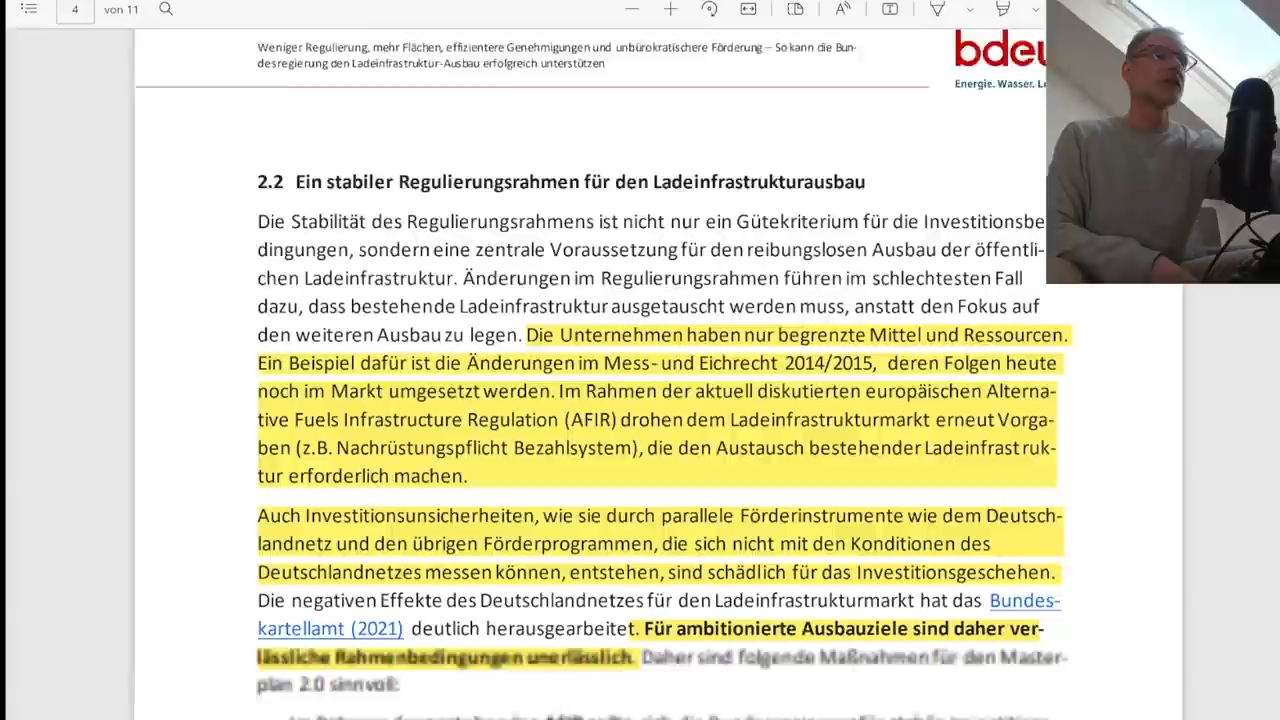 4 von 11
Weniger Regulierung, mehr Flächen, effizientere Genehmigungen und unbürokratischere Förderung – So kann die Bun-
desregierung den Ladeinfrastruktur-Ausbau erfolgreich unterstützen
bdeu
Energie. Wasser. Le
2.2 Ein stabiler Regulierungsrahmen für den Ladeinfrastrukturausbau
Die Stabilität des Regulierungsrahmens ist nicht nur ein Gütekriterium für die Investitionsbe
dingungen, sondern eine zentrale Voraussetzung für den reibungslosen Ausbau der öffentli-
chen Ladeinfrastruktur. Änderungen im Regulierungsrahmen führen im schlechtesten Fall
dazu, dass bestehende Ladeinfrastruktur ausgetauscht werden muss, anstatt den Fokus auf
den weiteren Ausbau zu legen. Die Unternehmen haben nur begrenzte Mittel und Ressourcen.
Ein Beispiel dafür ist die Änderungen im Mess- und Eichrecht 2014/2015, deren Folgen heute
noch im Markt umgesetzt werden. Im Rahmen der aktuell diskutierten europäischen Alterna-
tive Fuels Infrastructure Regulation (AFIR) drohen dem Ladeinfrastrukturmarkt erneut Vorga-
ben (z.B. Nachrüstungspflicht Bezahlsystem), die den Austausch bestehender Ladeinfrastruk-
tur erforderlich machen.
Auch Investitionsunsicherheiten, wie sie durch parallele Förderinstrumente wie dem Deutsch-
landnetz und den übrigen Förderprogrammen, die sich nicht mit den Konditionen des
Deutschlandnetzes messen können, entstehen, sind schädlich für das Investitionsgeschehen.
Die negativen Effekte des Deutschlandnetzes für den Ladeinfrastrukturmarkt hat das Bundes-
kartellamt (2021) deutlich herausgearbeitet. Für ambitionierte Ausbauziele sind daher ver-
lässliche Rahmenbedingungen unerlässlich. Daher sind folgende Maßnahmen für den Master-
plan 2.0 sinnvoll: